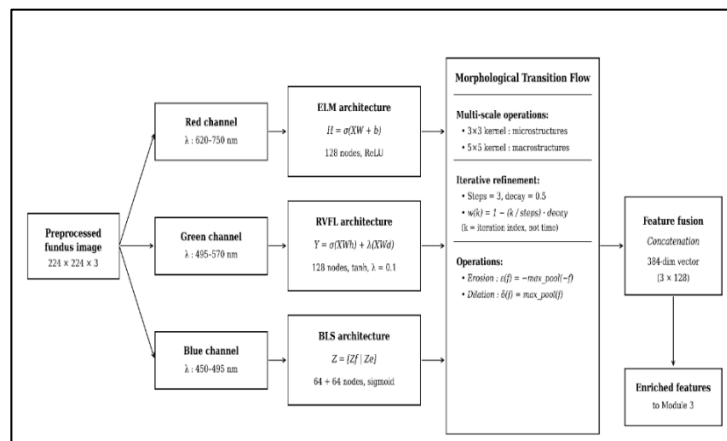 Preprocessed
fundus image
224 × 224 × 3
Red channel
λ : 620-750 nm
Green channel
λ : 495-570 nm
Blue channel
λ : 450-495 nm
ELM architecture
H = σ(XW + b)
128 nodes, ReLU
RVFL architecture
Y = σ(XWh) + λ(XWd)
128 nodes, tanh, λ = 0.1
BLS architecture
Z = [Zf | Ze]
64 + 64 nodes, sigmoid
Morphological Transition Flow
Multi-scale operations:
• 3×3 kernel : microstructures
• 5×5 kernel : macrostructures
Iterative refinement:
• Steps = 3, decay = 0.5
• w(k) = 1 − (k / steps) · decay
(k = iteration index, not time)
Operations:
• Erosion : ε(f) = −max_pool(−f)
• Dilation : δ(f) = max_pool(f)
Feature fusion
Concatenation
384-dim vector
(3 × 128)
Enriched features
to Module 3